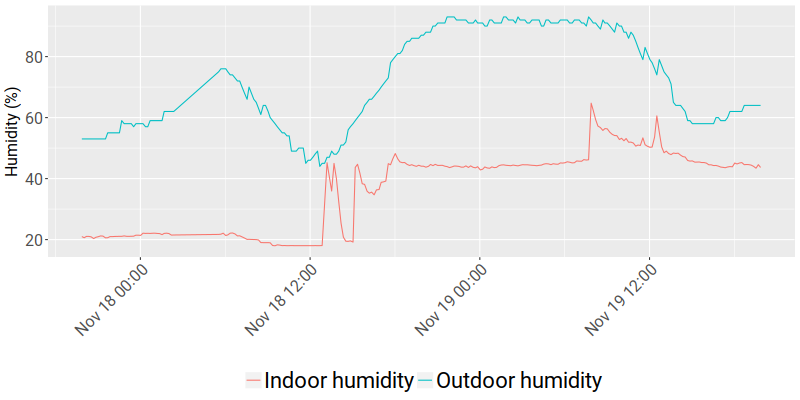 Humidity (%)
80
60
40
20
Nov 18 00:00
Nov 18 12:00
Nov 19 00:00
Nov 19 12:00
Indoor humidity
Outdoor humidity